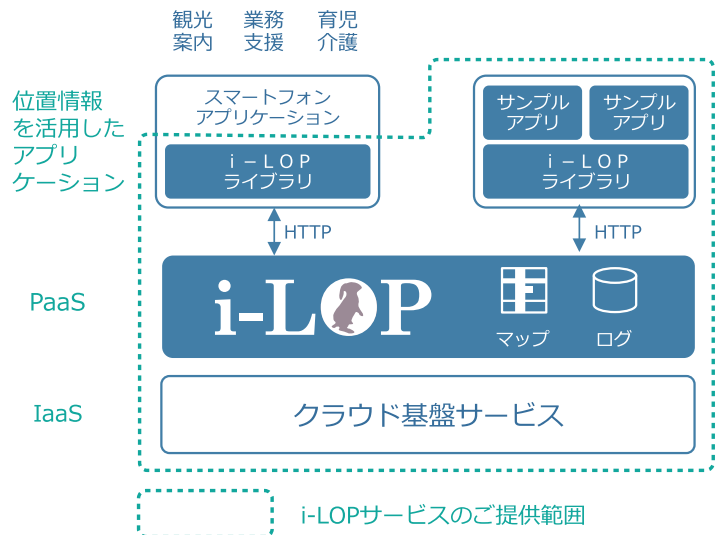 観光
案内
業務
支援
育児
介護
位置情報
を活用した
アプリ
ケーション
スマートフォン
アプリケーション
ｉ－ＬＯＰ
ライブラリ
サンプル
アプリ
サンプル
アプリ
ｉ－ＬＯＰ
ライブラリ
HTTP
HTTP
PaaS
i-LOP
マップ
ログ
IaaS
クラウド基盤サービス
i-LOPサービスのご提供範囲